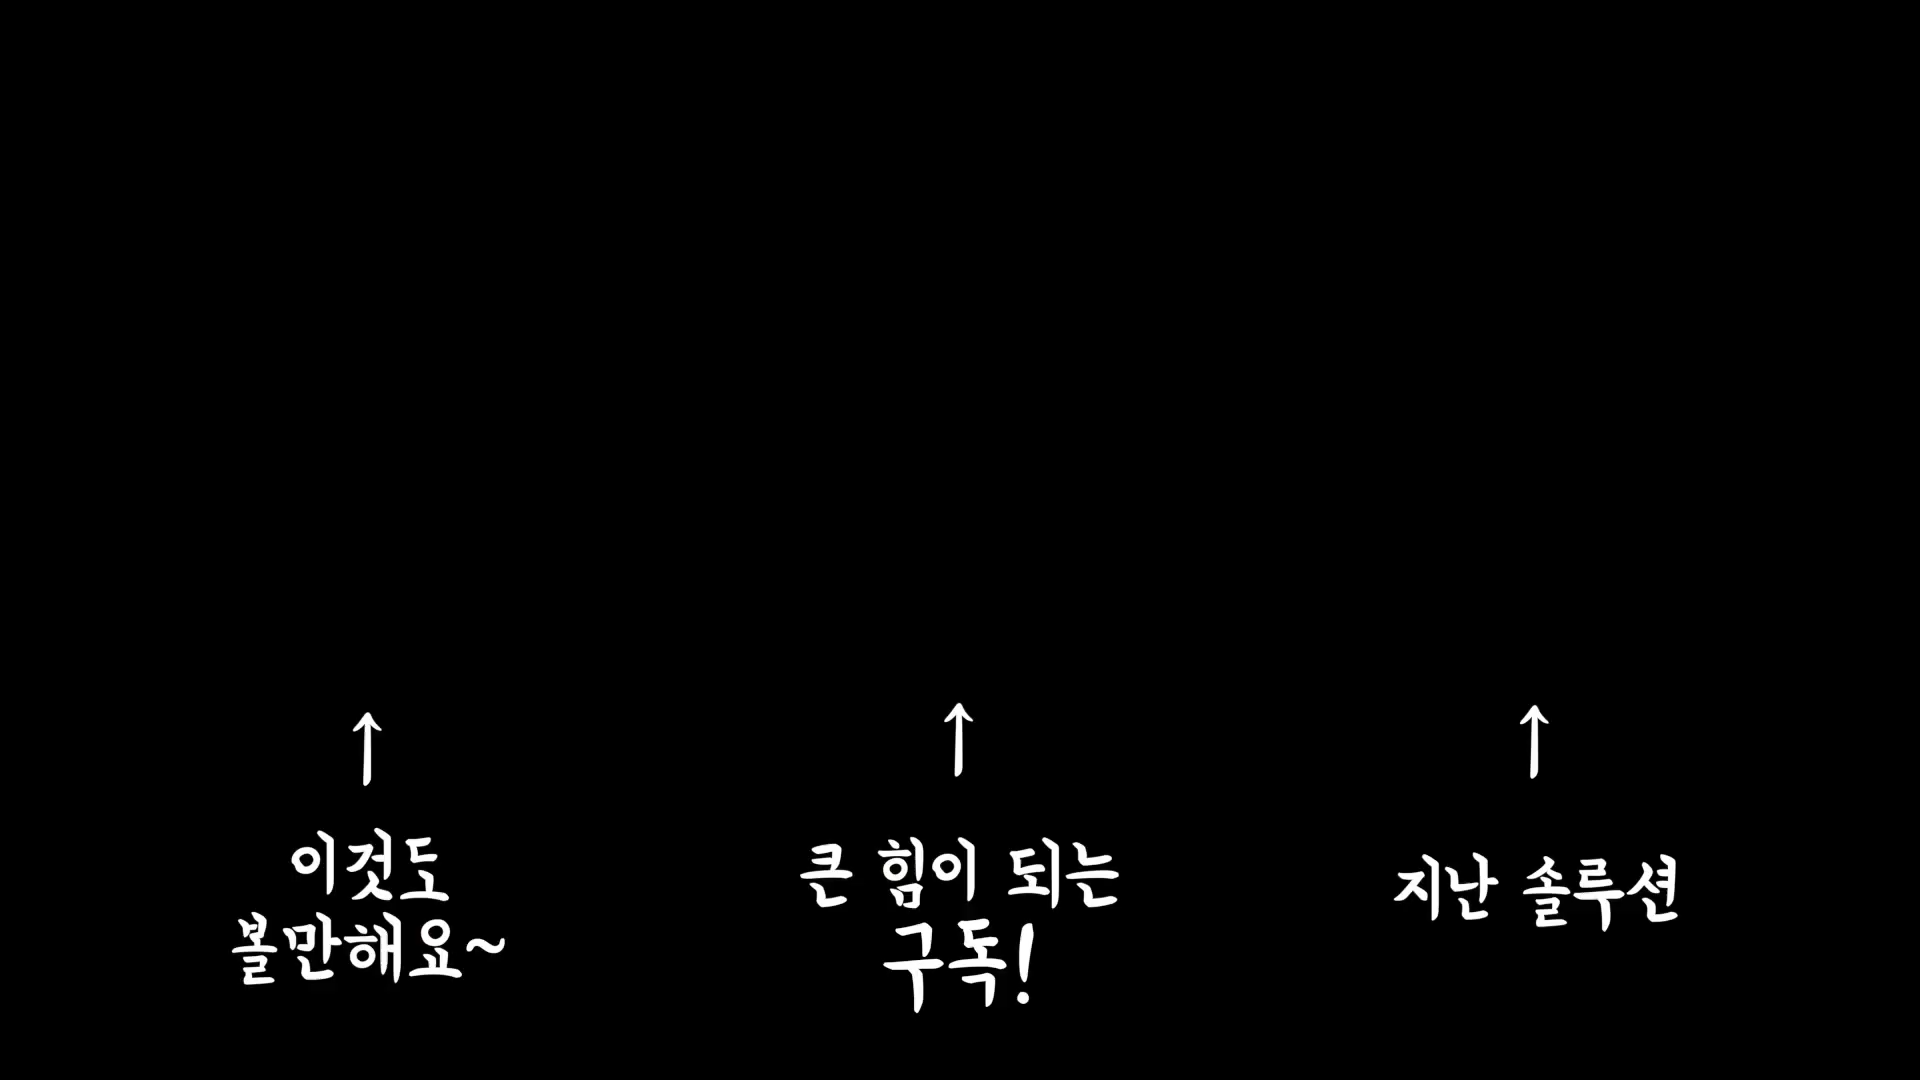 ↑
이것도
볼만해요~
↑
큰 힘이 되는
구독!
↑
지난 솔루션